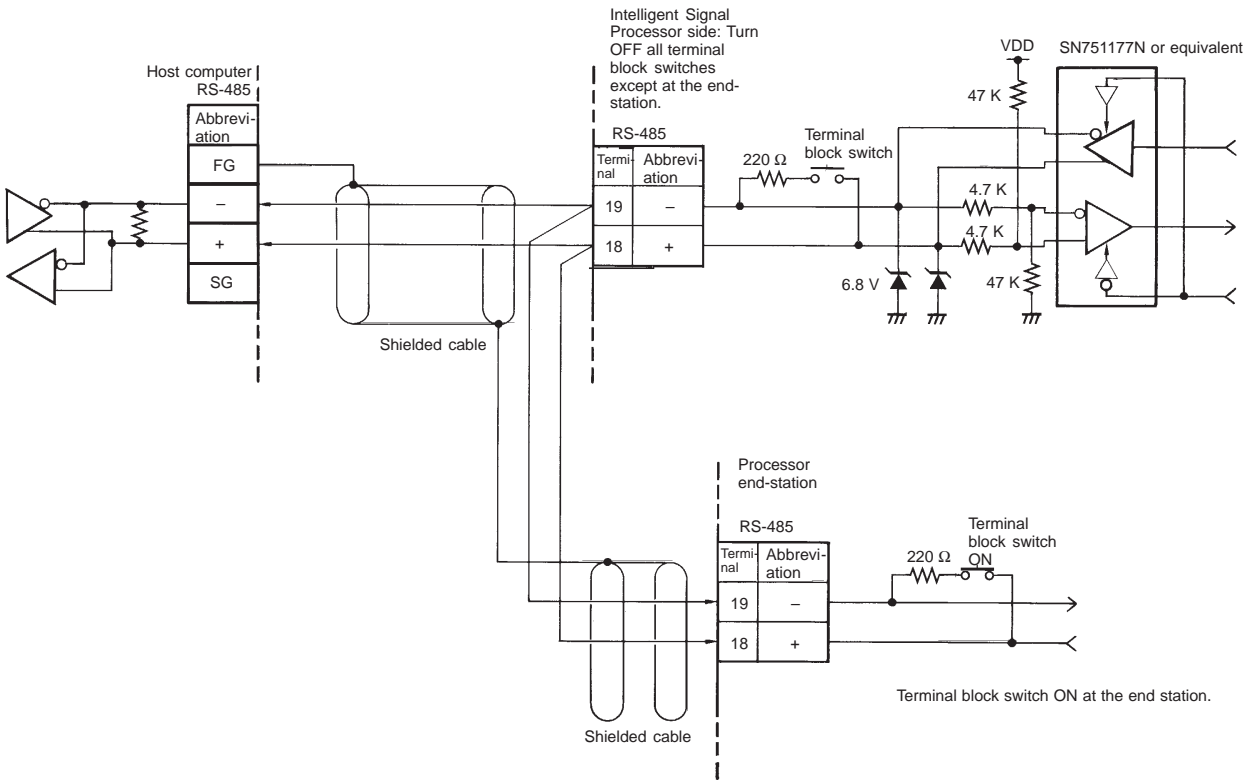 Intelligent Signal
Processor side: Turn
OFF all terminal
block switches
except at the end-
station.
VDD
SN751177N or equivalent
Host computer
RS-485
47 K
Abbrevi-
ation
FG
–
+
SG
Shielded cable
RS-485
Termi-
nal
Abbrevi-
ation
19
–
18
+
220 Ω
Terminal
block switch
4.7 K
4.7 K
6.8 V
47 K
Processor
end-station
RS-485
Termi-
nal
Abbrevi-
ation
19
–
18
+
220 Ω
Terminal
block switch
ON
Terminal block switch ON at the end station.
Shielded cable